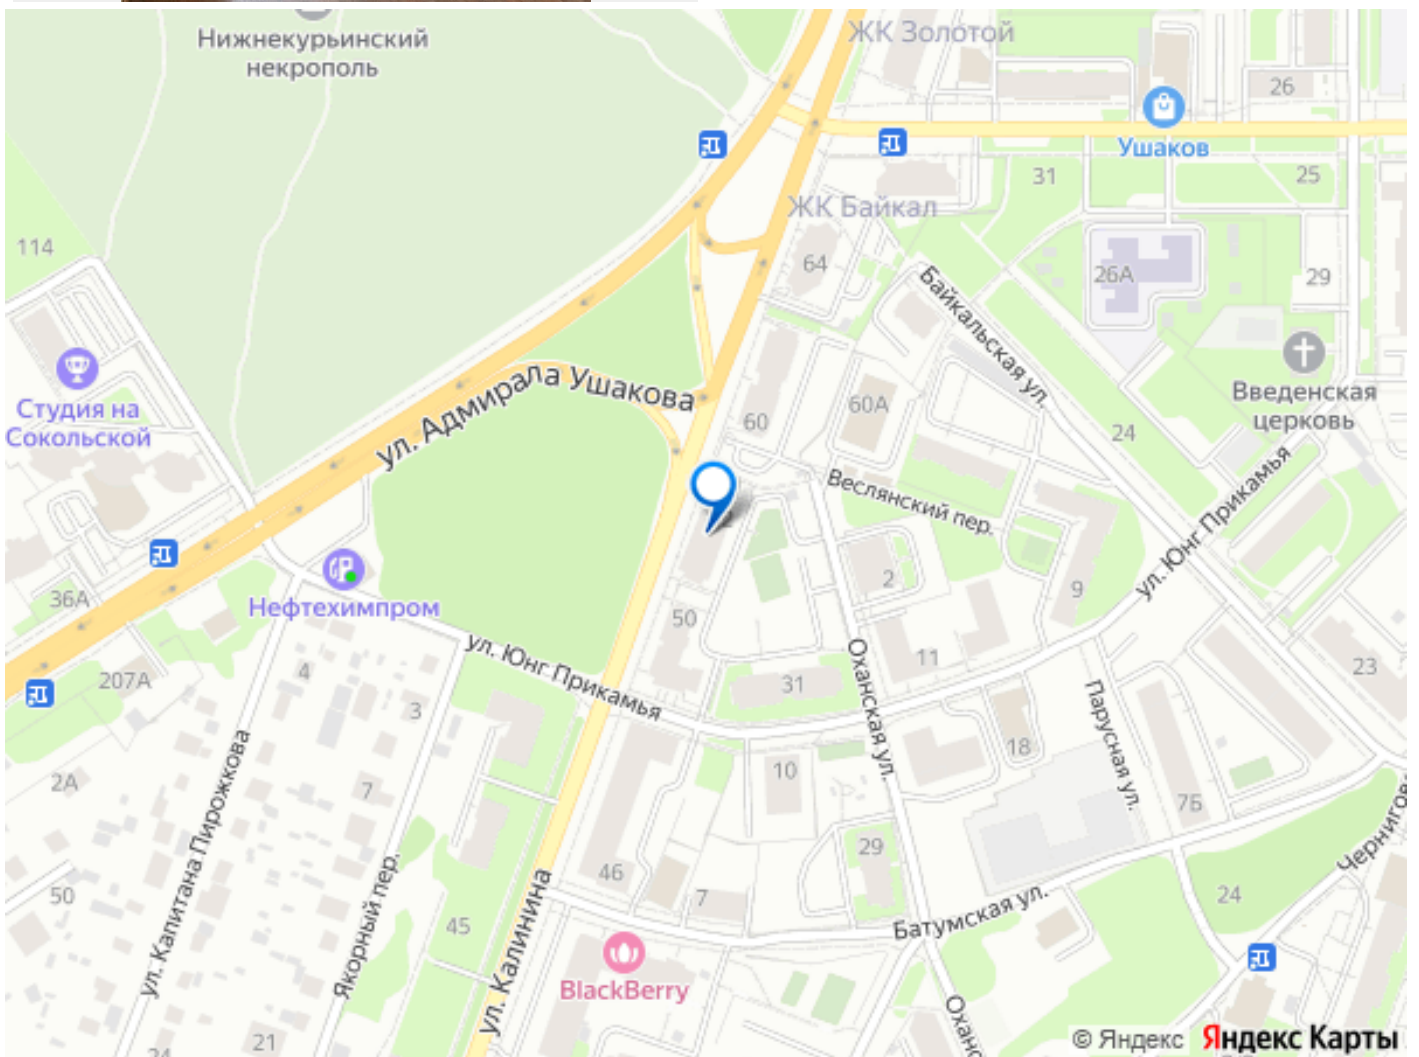 Нижнекурьинский
некрополь
ЖК Золотой
26
Ушаков
31
25
ЖК Байкал
114
64
26А
29
Байкальская ул.
Студия на
Сокольской
ул. Адмирала Ушакова
60
60А
24
Введенская
церковь
Веслянский пер.
ул. Юнг Прикамья
36А
Нефтехимпром
2
9
50
207А
4
ул. Юнг Прикамья
3
31
Оханская ул.
11
23
Парусная ул.
18
2А
7
10
7Б
ул. Капитана Пирожкова
Якорный пер.
46
29
7
50
45
ул. Калинина
Батумская ул.
24
Чернигово
BlackBerry
21
24
Оханс
© Яндекс Яндекс Карты